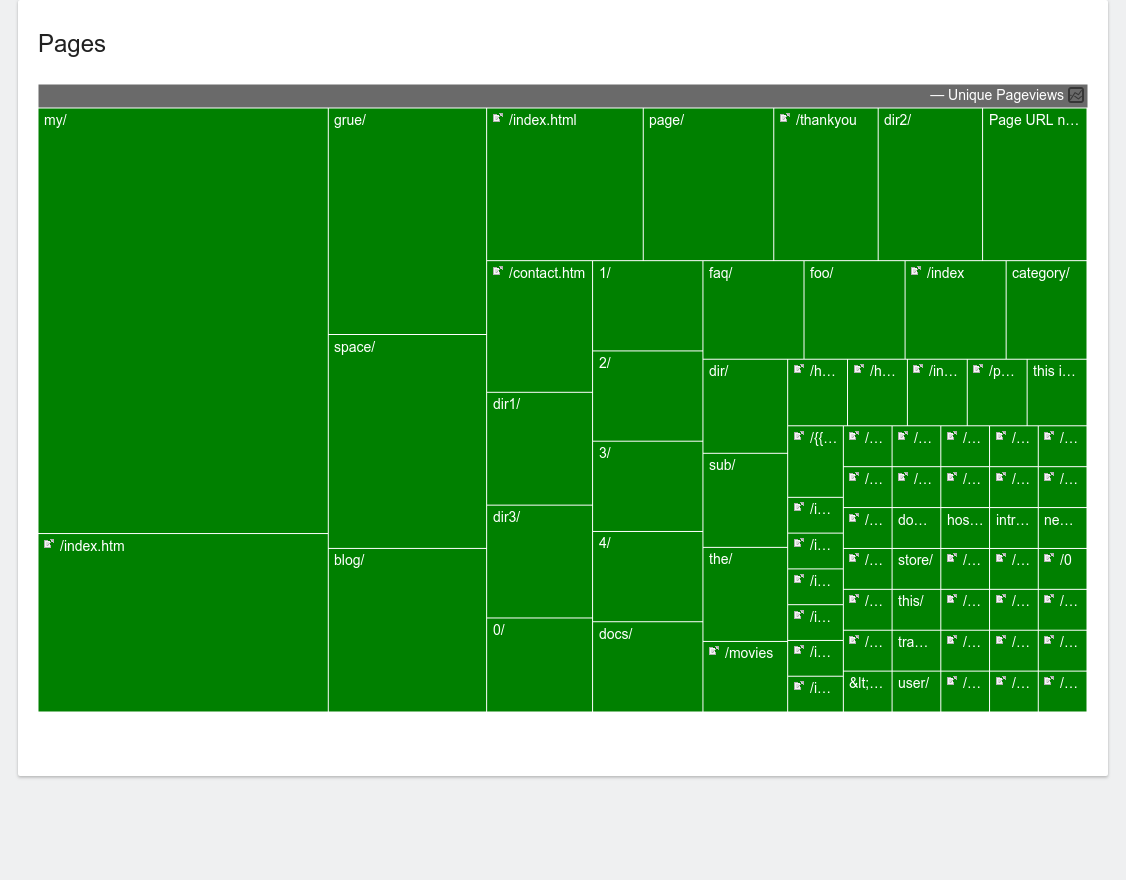 Pages
— Unique Pageviews
my/
grue/
/index.html
page/
/thankyou
dir2/
Page URL n…
/contact.htm
1/
faq/
foo/
/index
category/
space/
2/
dir/
/h…
/h…
/in…
/p…
this i…
dir1/
3/
sub/
/{{…
/…
/…
/…
/…
/…
/…
/…
/…
/…
/…
dir3/
/i…
/…
do…
hos…
intr…
ne…
/index.htm
4/
the/
/i…
/…
store/
/…
/…
/0
blog/
/i…
/…
this/
/…
/…
/…
0/
docs/
/movies
/i…
/…
tra…
/…
/…
/…
/i…
/i…
&lt;…
user/
/…
/…
/…